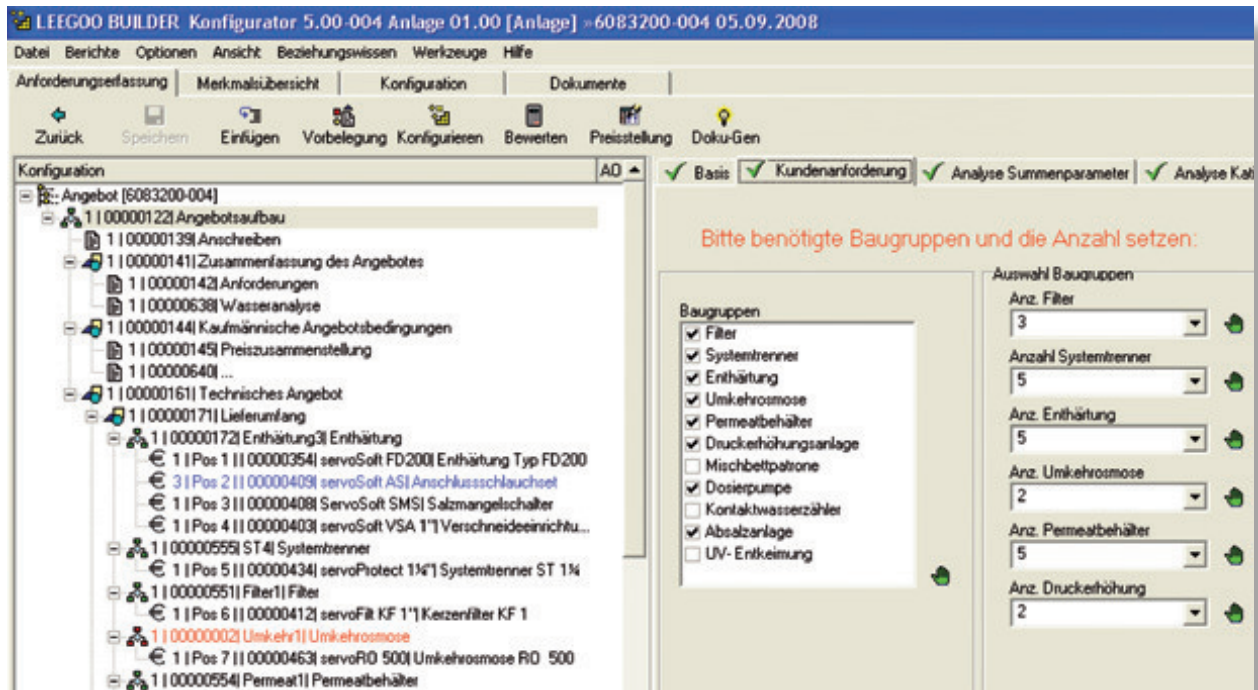 LEEGOO BUILDER Konfigurator 5.00-004 Anlage 01.00 [Anlage] »6083200-004 05.09.2008
Datei Berichte Optionen Ansicht Beziehungswissen Werkzeuge Hilfe
Anforderungserfassung Merkmalsübersicht Konfiguration Dokumente
Zurück Speichern Einfügen Vorbelegung Konfigurieren Bewerten Preisstellung Doku-Gen
Konfiguration AO
Angebot [6083200-004]
1 | 00000122| Angebotsaufbau
1 | 00000139| Anschreiben
1 | 00000141| Zusammenfassung des Angebotes
1 | 00000142| Anforderungen
1 | 00000638| Wasseranalyse
1 | 00000144| Kaufmännische Angebotsbedingungen
1 | 00000145| Preiszusammenstellung
1 | 00000640| ...
1 | 00000161| Technisches Angebot
1 | 00000171| Lieferumfang
1 | 00000172| Enthärtung3| Enthärtung
€ 1 | Pos 1 | | 00000354| servoSoft FD200| Enthärtung Typ FD200
€ 3 | Pos 2 | | 00000409| servoSoft AS| Anschlussschlauchset
€ 1 | Pos 3 | | 00000408| ServoSoft SMS| Salzmangelschalter
€ 1 | Pos 4 | | 00000403| servoSoft VSA 1"| Verschneideeinrichtu...
1 | 00000555| ST4| Systemtrenner
€ 1 | Pos 5 | | 00000434| servoProtect 1¼"| Systemtrenner ST 1¼
1 | 00000551| Filter1| Filter
€ 1 | Pos 6 | | 00000412| servoFilt KF 1"| Kerzenfilter KF 1
1 | 00000002| Umkehr1| Umkehrosmose
€ 1 | Pos 7 | | 00000463| servoRO 500| Umkehrosmose RO 500
1 | 00000554| Permeat1| Permeatbehälter
Basis Kundenanforderung Analyse Summenparameter Analyse Kat
Bitte benötigte Baugruppen und die Anzahl setzen:
Baugruppen
Filter
Systemtrenner
Enthärtung
Umkehrosmose
Permeatbehälter
Druckerhöhungsanlage
Mischbettpatrone
Dosierpumpe
Kontaktwasserzähler
Absalzanlage
UV- Entkeimung
Auswahl Baugruppen
Anz. Filter
3
Anzahl Systemtrenner
5
Anz. Enthärtung
5
Anz. Umkehrosmose
2
Anz. Permeatbehälter
5
Anz. Druckerhöhung
2